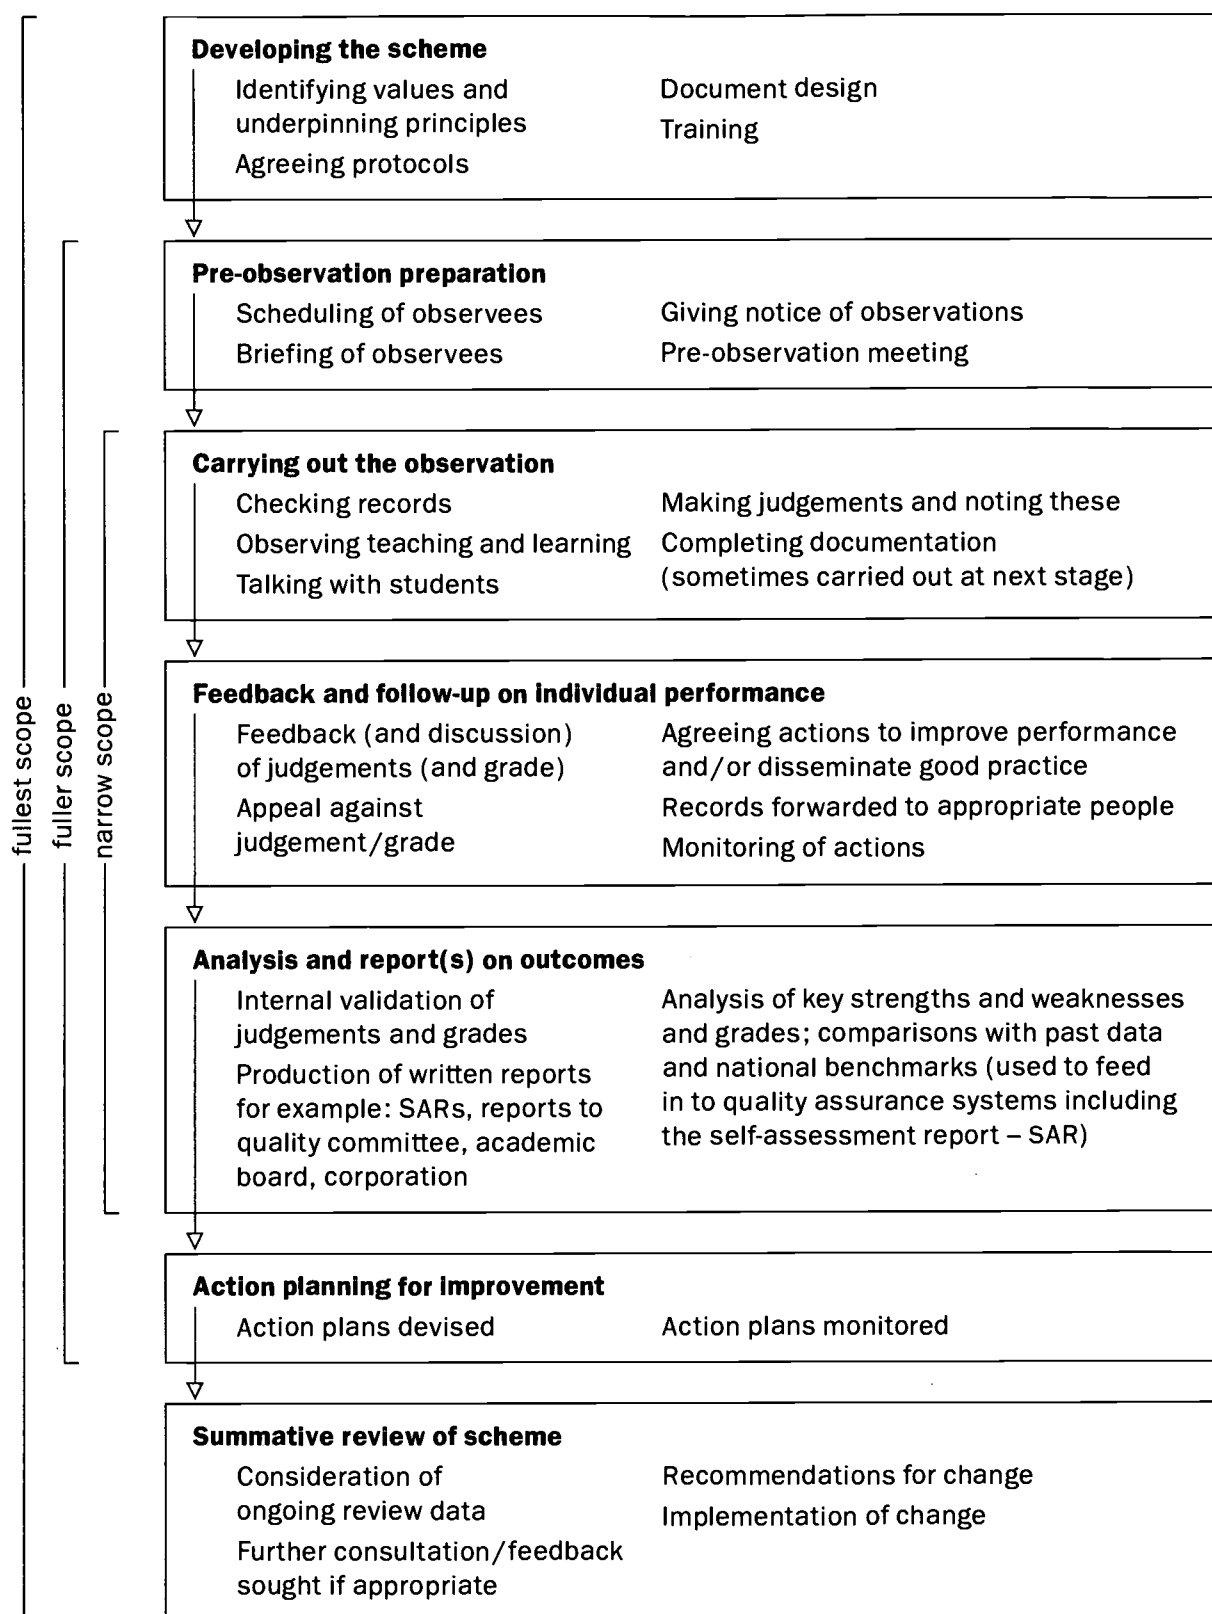 Developing the scheme
Identifying values and
underpinning principles
Agreeing protocols
Document design
Training
Pre-observation preparation
Scheduling of observees
Briefing of observees
Giving notice of observations
Pre-observation meeting
Carrying out the observation
Checking records
Observing teaching and learning
Talking with students
Making judgements and noting these
Completing documentation
(sometimes carried out at next stage)
Feedback and follow-up on individual performance
Feedback (and discussion)
of judgements (and grade)
Appeal against
judgement/grade
Agreeing actions to improve performance
and/or disseminate good practice
Records forwarded to appropriate people
Monitoring of actions
Analysis and report(s) on outcomes
Internal validation of
judgements and grades
Production of written reports
for example: SARs, reports to
quality committee, academic
board, corporation
Analysis of key strengths and weaknesses
and grades; comparisons with past data
and national benchmarks (used to feed
in to quality assurance systems including
the self-assessment report – SAR)
Action planning for improvement
Action plans devised
Action plans monitored
Summative review of scheme
Consideration of
ongoing review data
Further consultation/feedback
sought if appropriate
Recommendations for change
Implementation of change
fullest scope
fuller scope
narrow scope